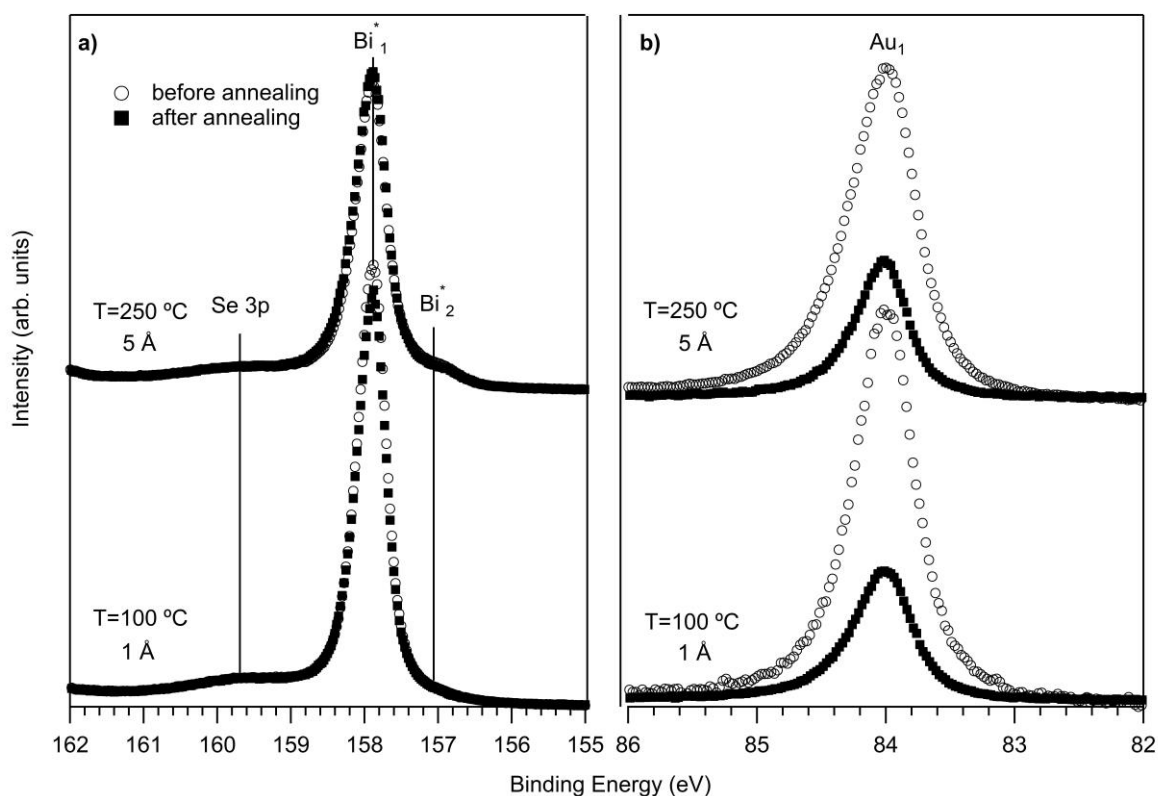 a)
Bi*1
before annealing
after annealing
Se 3p
Bi*2
T=250 ºC
5 Å
T=100 ºC
1 Å
162 161 160 159 158 157 156 155
b)
Au1
T=250 ºC
5 Å
T=100 ºC
1 Å
86 85 84 83 82
Intensity (arb. units)
Binding Energy (eV)